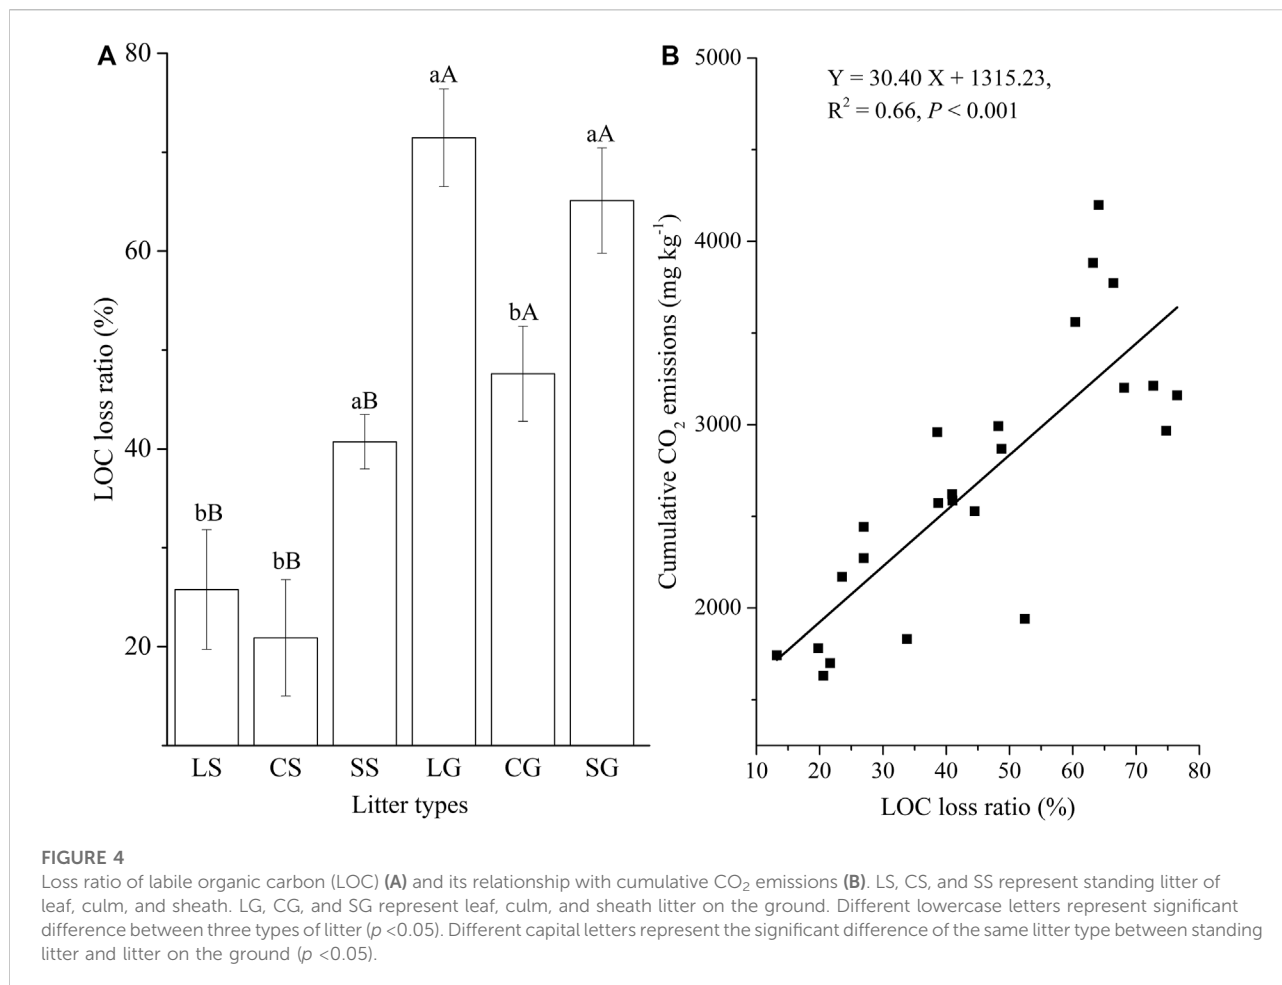 A
80
60
40
20
LOC loss ratio (%)
bB
bB
aB
aA
bA
aA
LS CS SS LG CG SG
Litter types
B
5000
4000
3000
2000
Cumulative CO2 emissions (mg kg-1)
Y = 30.40 X + 1315.23,
R2 = 0.66, P < 0.001
10 20 30 40 50 60 70 80
LOC loss ratio (%)
FIGURE 4
Loss ratio of labile organic carbon (LOC) (A) and its relationship with cumulative CO2 emissions (B). LS, CS, and SS represent standing litter of
leaf, culm, and sheath. LG, CG, and SG represent leaf, culm, and sheath litter on the ground. Different lowercase letters represent significant
difference between three types of litter (p <0.05). Different capital letters represent the significant difference of the same litter type between standing
litter and litter on the ground (p <0.05).